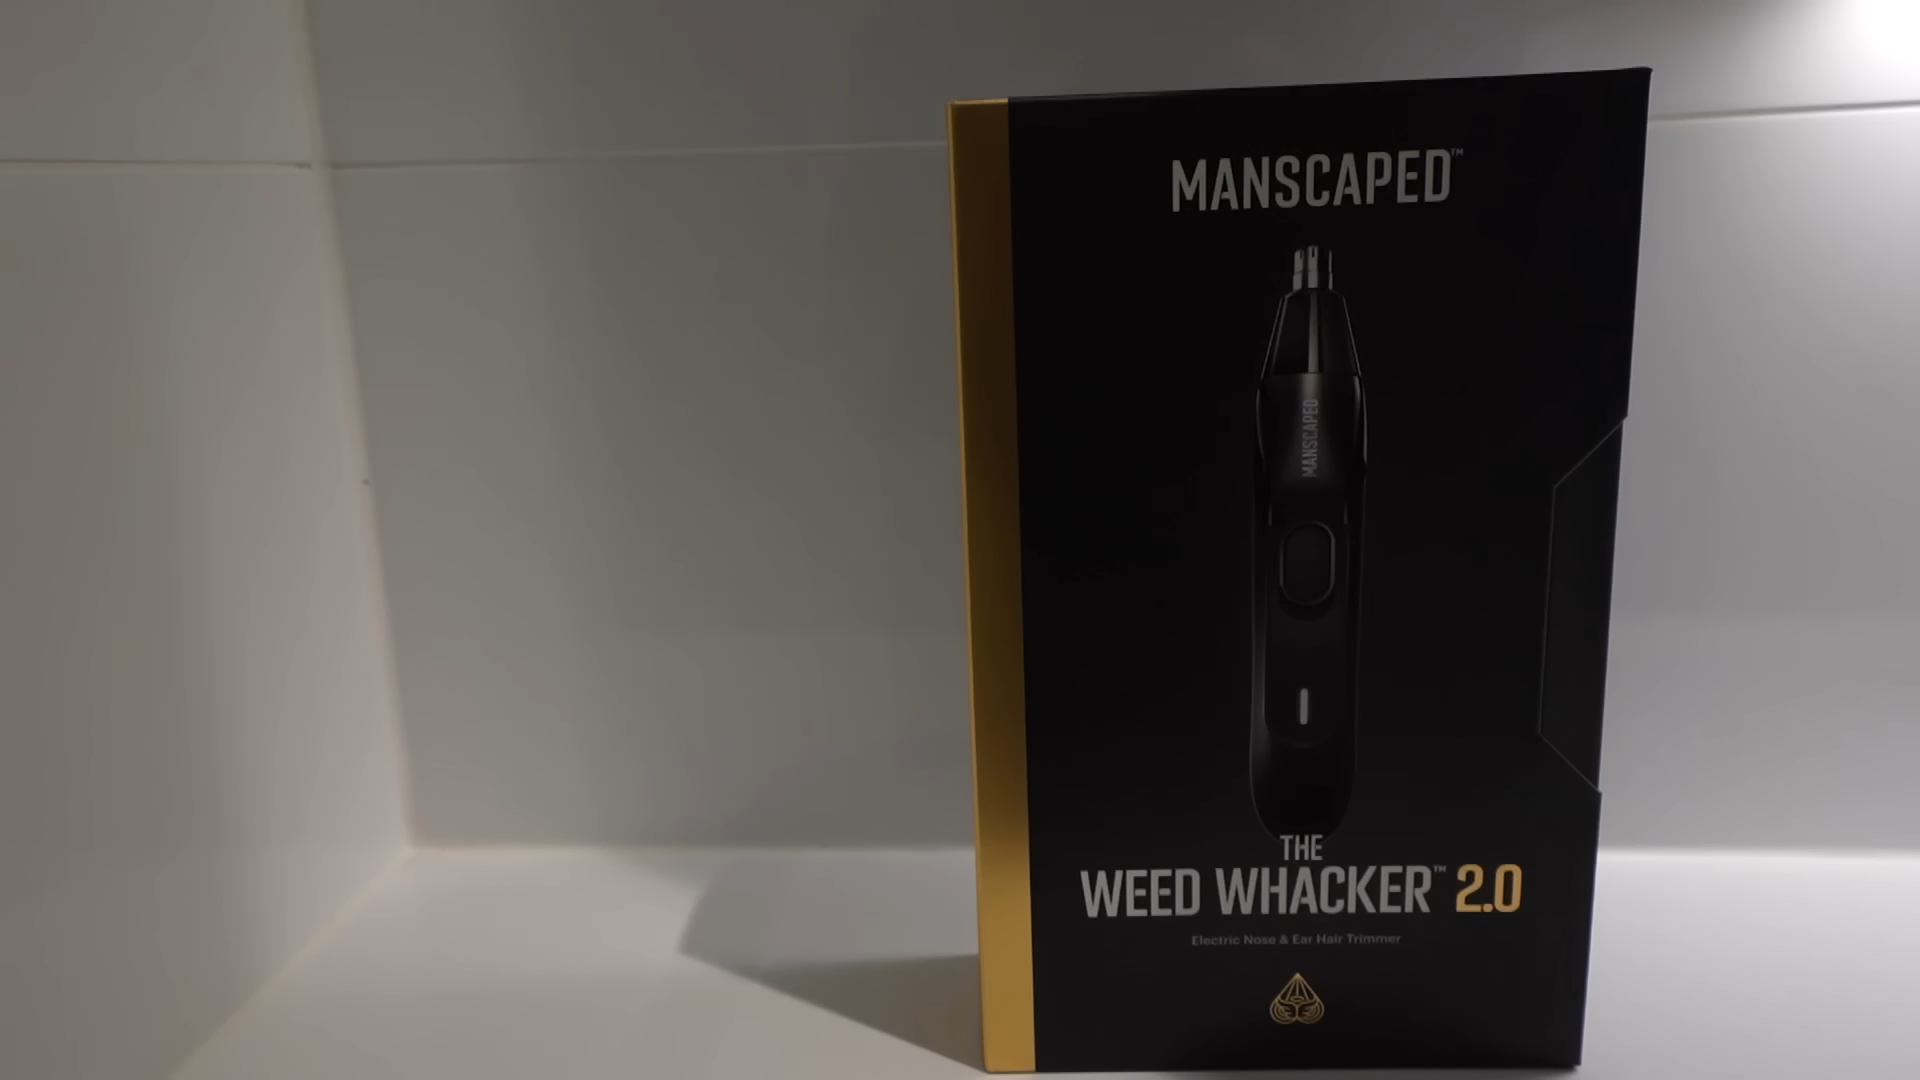 MANSCAPED™
MANSCAPED
THE
WEED WHACKER™ 2.0
Electric Nose & Ear Hair Trimmer